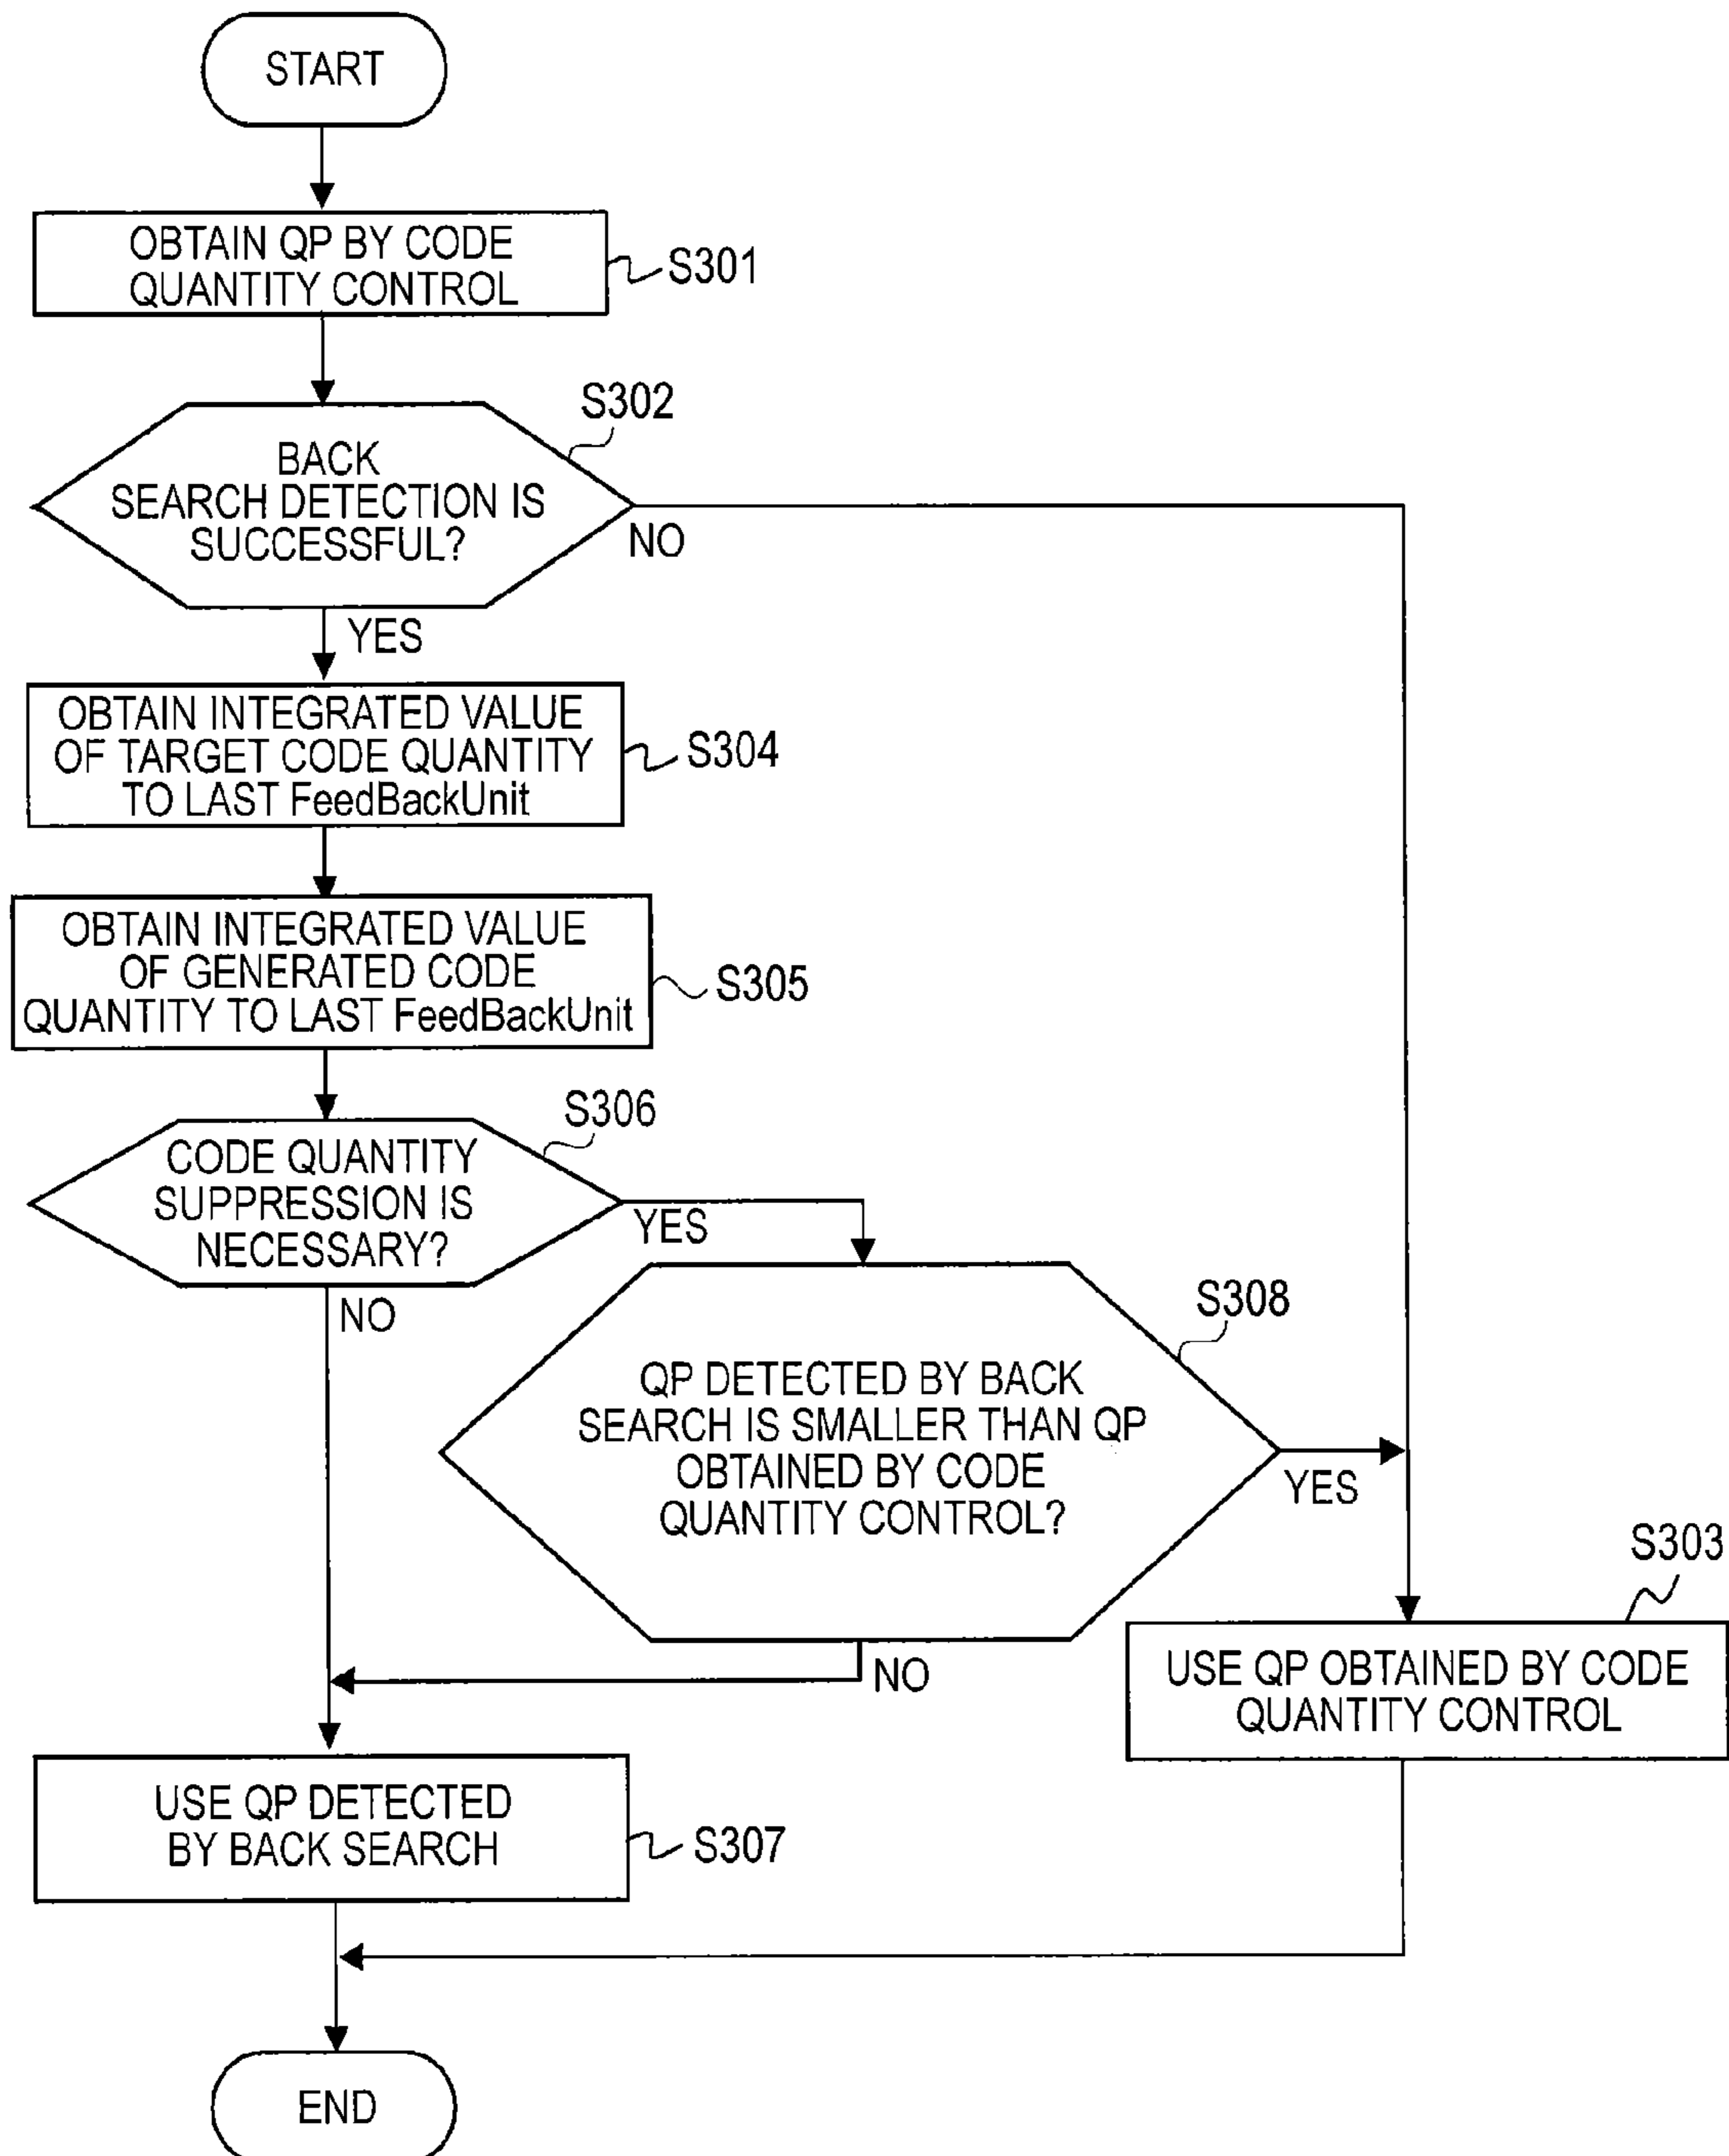 START
OBTAIN QP BY CODE
QUANTITY CONTROL
S301
S302
BACK
SEARCH DETECTION IS
SUCCESSFUL?
NO
YES
OBTAIN INTEGRATED VALUE
OF TARGET CODE QUANTITY
TO LAST FeedBackUnit
S304
OBTAIN INTEGRATED VALUE
OF GENERATED CODE
QUANTITY TO LAST FeedBackUnit
S305
S306
CODE QUANTITY
SUPPRESSION IS
NECESSARY?
YES
NO
S308
QP DETECTED BY BACK
SEARCH IS SMALLER THAN QP
OBTAINED BY CODE
QUANTITY CONTROL?
YES
NO
S303
USE QP OBTAINED BY CODE
QUANTITY CONTROL
USE QP DETECTED
BY BACK SEARCH
S307
END